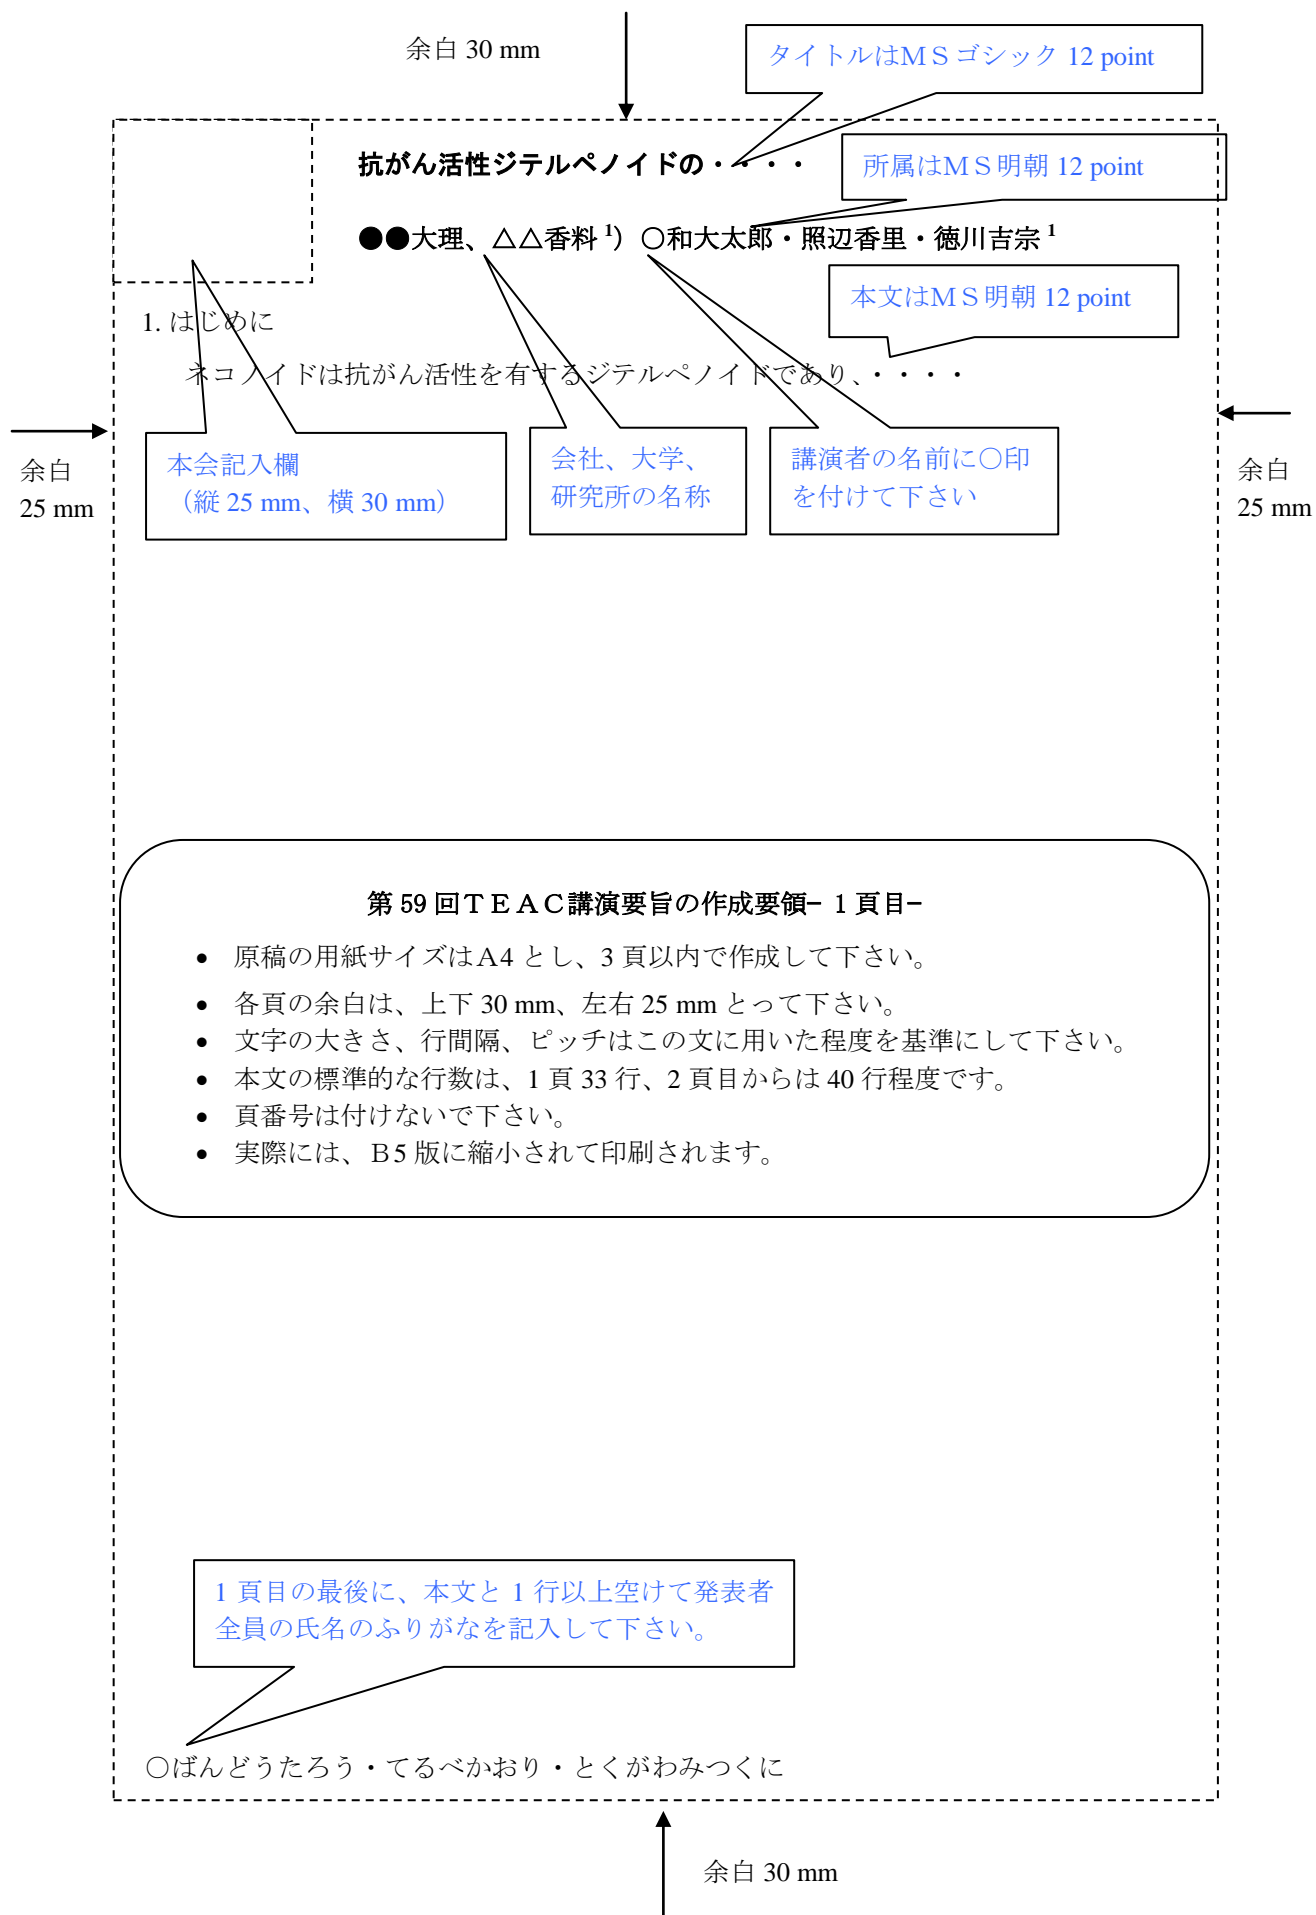 余白 30 mm
タイトルはＭＳゴシック 12 point
抗がん活性ジテルペノイドの・・・・
所属はＭＳ明朝 12 point
●●大理、△△香料 1）○和大太郎・照辺香里・徳川吉宗 1
本文はＭＳ明朝 12 point
1. はじめに
ネコノイドは抗がん活性を有するジテルペノイドであり、・・・・
余白
25 mm
本会記入欄
（縦 25 mm、横 30 mm）
会社、大学、
研究所の名称
講演者の名前に○印
を付けて下さい
余白
25 mm
第 59 回ＴＥＡＣ講演要旨の作成要領− 1 頁目−
• 原稿の用紙サイズはＡ4 とし、3 頁以内で作成して下さい。
• 各頁の余白は、上下 30 mm、左右 25 mm とって下さい。
• 文字の大きさ、行間隔、ピッチはこの文に用いた程度を基準にして下さい。
• 本文の標準的な行数は、1 頁 33 行、2 頁目からは 40 行程度です。
• 頁番号は付けないで下さい。
• 実際には、Ｂ5 版に縮小されて印刷されます。
1 頁目の最後に、本文と 1 行以上空けて発表者
全員の氏名のふりがなを記入して下さい。
○ばんどうたろう・てるべかおり・とくがわみつくに
余白 30 mm